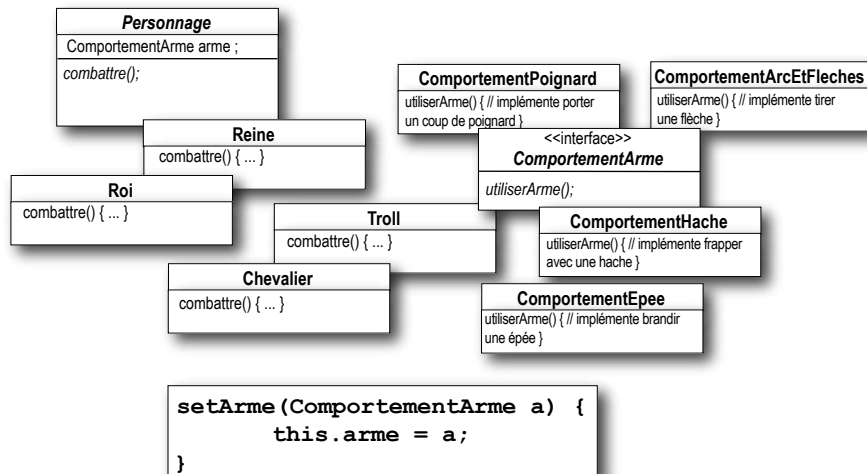 Personnage
ComportementArme arme ;
combattre();
ComportementPoignard
utiliserArme() { // implémente porter
un coup de poignard }
ComportementArcEtFleches
utiliserArme() { // implémente tirer
une flèche }
Reine
combattre() { ... }
<<interface>>
ComportementArme
utiliserArme();
Roi
combattre() { ... }
Troll
combattre() { ... }
ComportementHache
utiliserArme() { // implémente frapper
avec une hache }
Chevalier
combattre() { ... }
ComportementEpee
utiliserArme() { // implémente brandir
une épée }
setArme(ComportementArme a) {
this.arme = a;
}